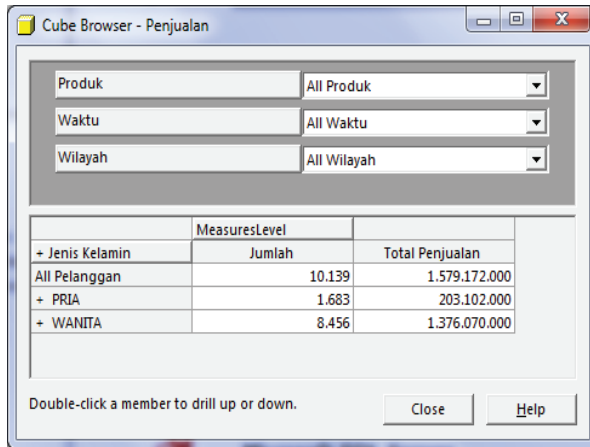 Cube Browser - Penjualan
Produk All Produk
Waktu All Waktu
Wilayah All Wilayah
MeasuresLevel
+ Jenis Kelamin Jumlah Total Penjualan
All Pelanggan 10.139 1.579.172.000
+ PRIA 1.683 203.102.000
+ WANITA 8.456 1.376.070.000
Double-click a member to drill up or down.
Close Help